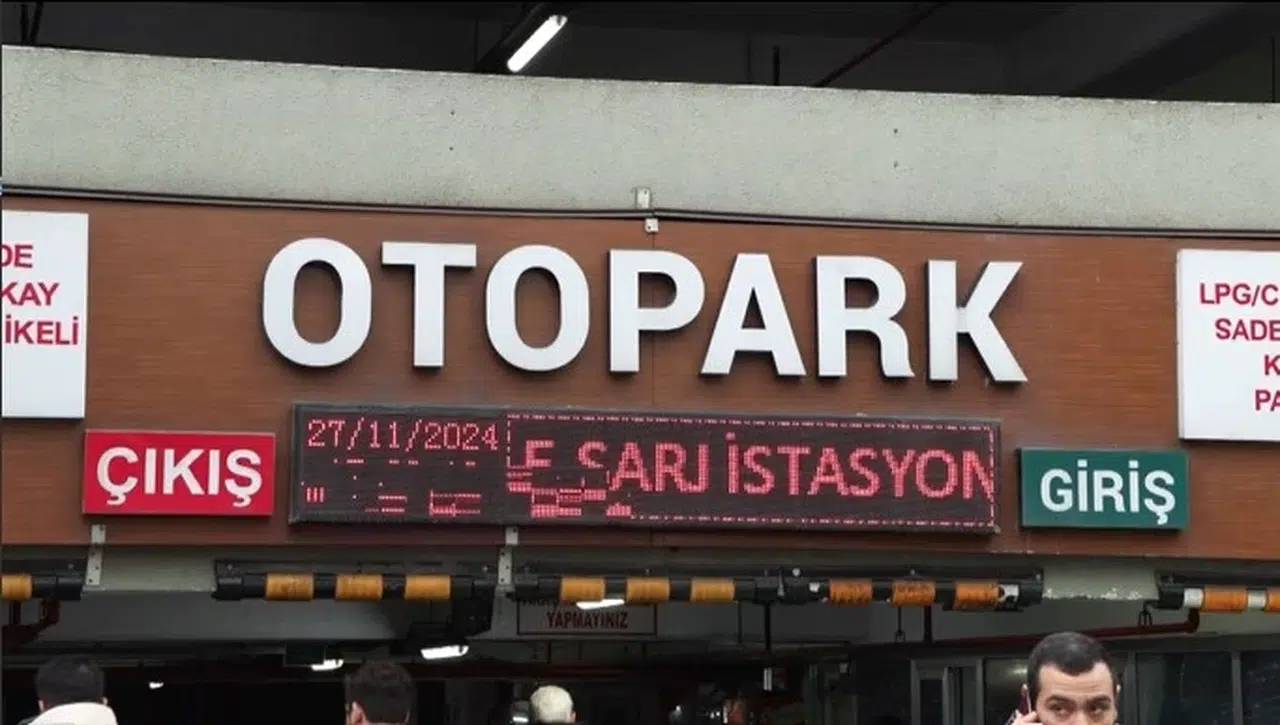 OTOPARK
DE
KAY
İKELİ
LPG/C
SADE
K
PA
ÇIKIŞ
27/11/2024
E ŞARJ İSTASYON
GİRİŞ
YAPMAYINIZ